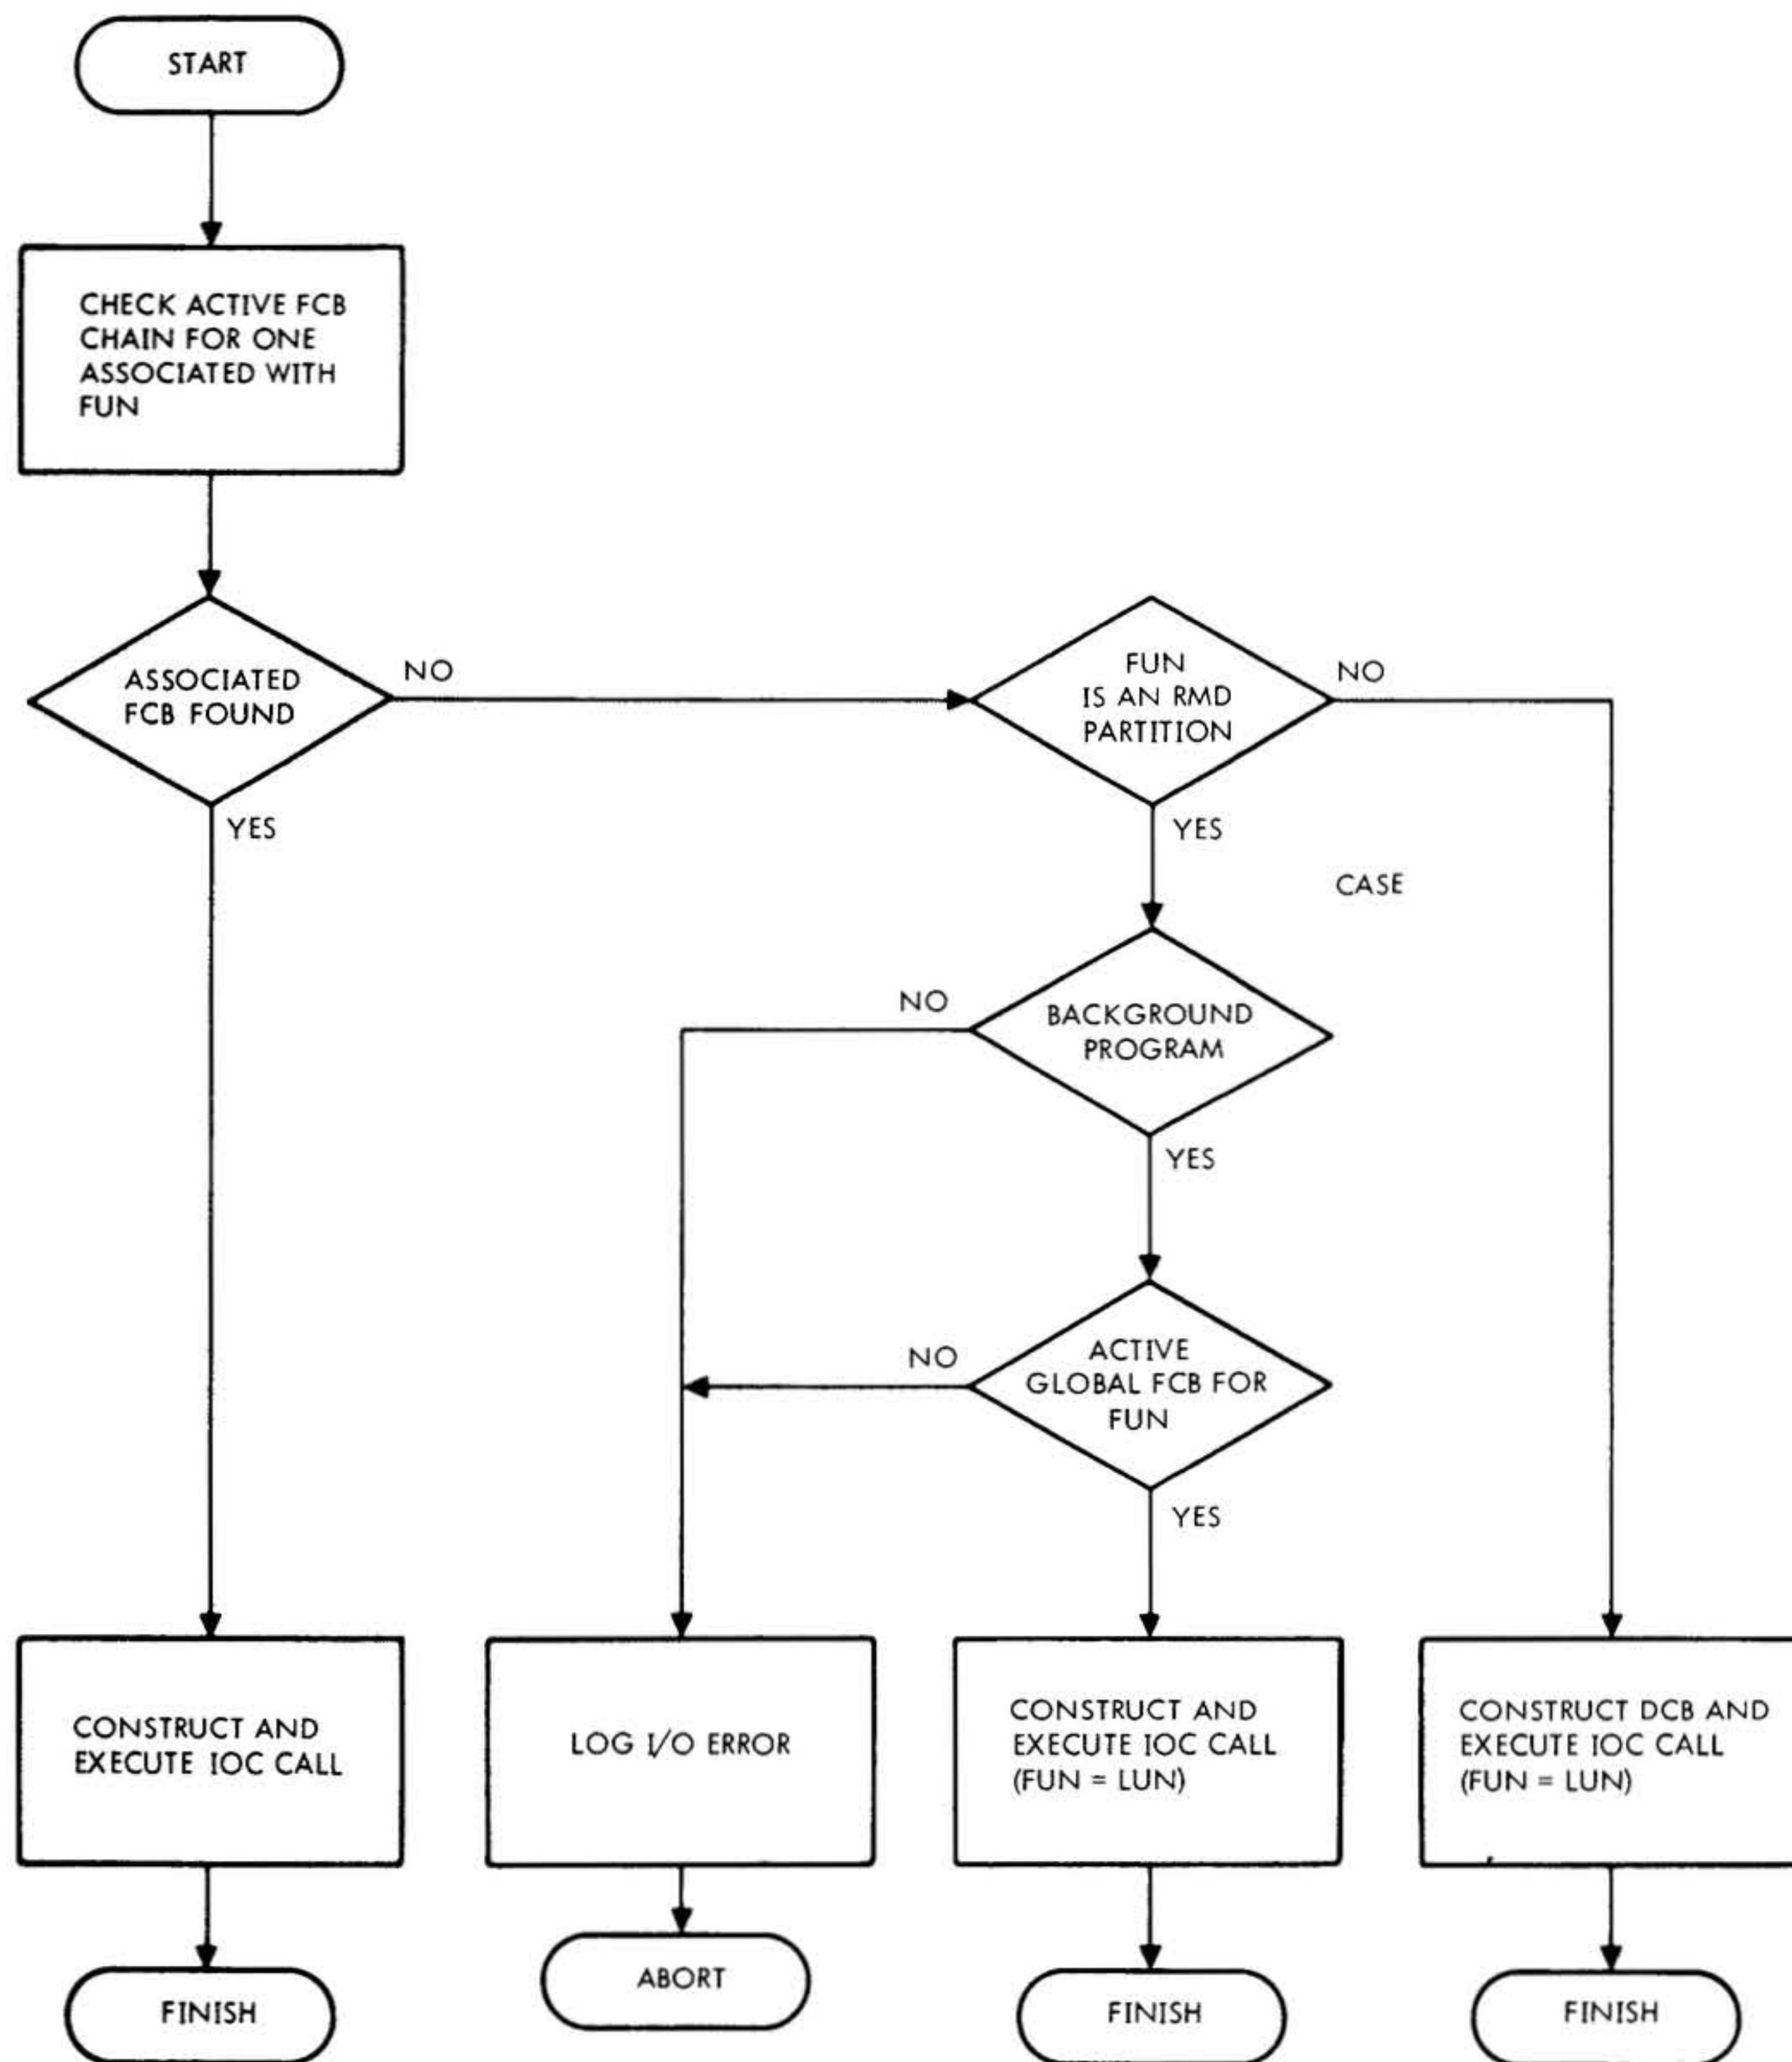 START
CHECK ACTIVE FCB
CHAIN FOR ONE
ASSOCIATED WITH
FUN
ASSOCIATED
FCB FOUND
NO
YES
FUN
IS AN RMD
PARTITION
NO
YES
CASE
BACKGROUND
PROGRAM
NO
YES
ACTIVE
GLOBAL FCB FOR
FUN
NO
YES
CONSTRUCT AND
EXECUTE IOC CALL
LOG I/O ERROR
CONSTRUCT AND
EXECUTE IOC CALL
(FUN = LUN)
CONSTRUCT DCB AND
EXECUTE IOC CALL
(FUN = LUN)
FINISH
ABORT
FINISH
FINISH